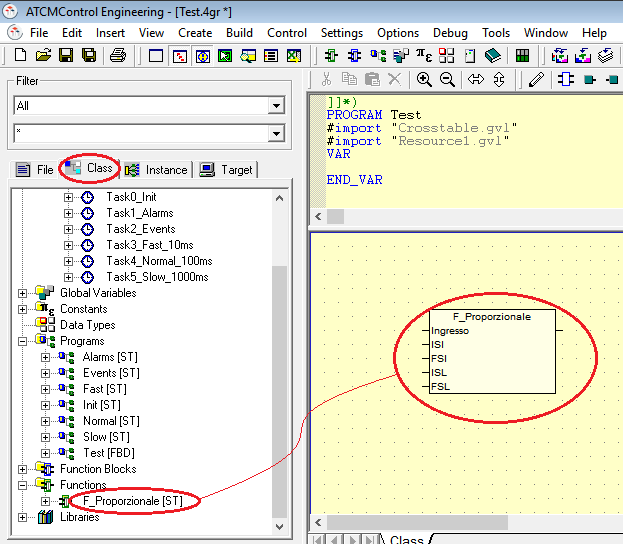 ATCMControl Engineering - [Test.4gr *]
File Edit Insert View Create Build Control Settings Options Debug Tools Window Help
Filter
All
*
File Class Instance Target
Task0_Init
Task1_Alarms
Task2_Events
Task3_Fast_10ms
Task4_Normal_100ms
Task5_Slow_1000ms
Global Variables
Constants
Data Types
Programs
Alarms [ST]
Events [ST]
Fast [ST]
Init [ST]
Normal [ST]
Slow [ST]
Test [FBD]
Function Blocks
Functions
F_Proporzionale [ST]
Libraries
]]*)
PROGRAM Test
#import "Crosstable.gvl"
#import "Resource1.gvl"
VAR
END_VAR
F_Proporzionale
Ingresso
ISI
FSI
ISL
FSL
Class